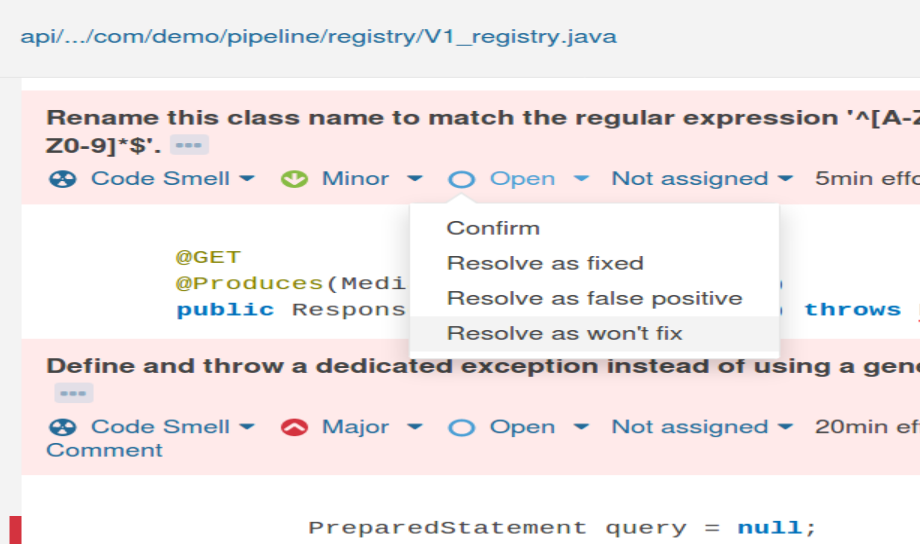 api/.../com/demo/pipeline/registry/V1_registry.java
Rename this class name to match the regular expression '^[A-Z
Z0-9]*$'.
Code Smell Minor Open Not assigned 5min effo
Confirm
Resolve as fixed
Resolve as false positive
Resolve as won't fix
@GET
@Produces(Medi
public Respons ) throws
Define and throw a dedicated exception instead of using a gene
Code Smell Major Open Not assigned 20min eff
Comment
PreparedStatement query = null;